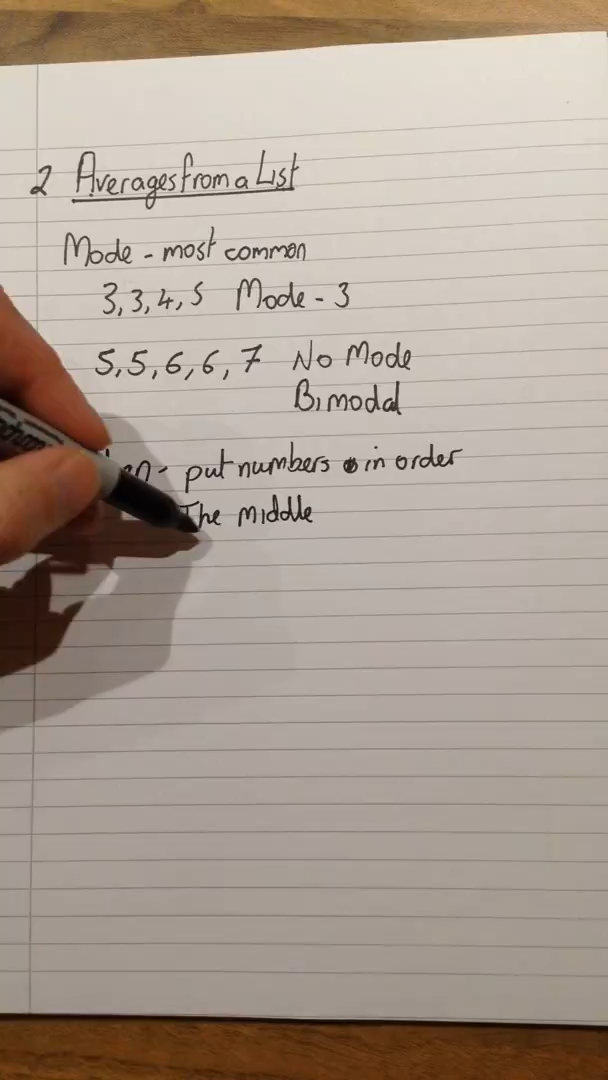 2 Averages from a List
Mode - most common
3, 3, 4, 5 Mode - 3
5, 5, 6, 6, 7 No Mode
Bimodal
- put numbers in order
The middle